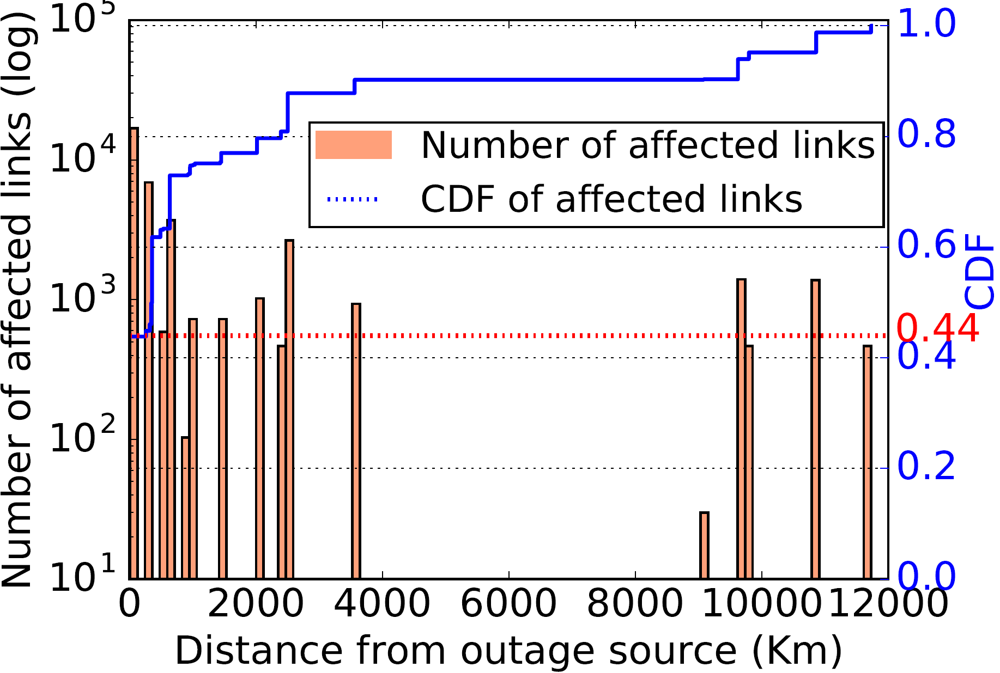 Number of affected links (log)
10^5
10^4
10^3
10^2
10^1
Number of affected links
CDF of affected links
1.0
0.8
0.6
0.44
0.4
0.2
0.0
CDF
0 2000 4000 6000 8000 10000 12000
Distance from outage source (Km)